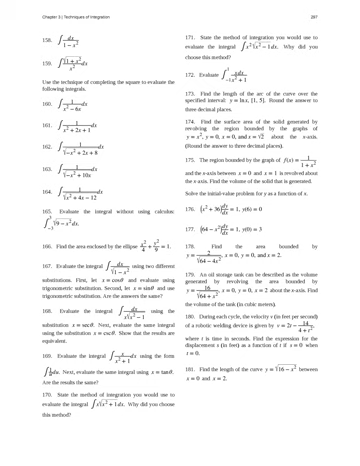 Chapter 3 | Techniques of Integration 287
158. ∫ dx / (1 − x²)
159. ∫ √(1 + x²) / x² dx
Use the technique of completing the square to evaluate the
following integrals.
160. ∫ 1 / (x² − 6x) dx
161. ∫ 1 / (x² + 2x + 1) dx
162. ∫ 1 / √(−x² + 2x + 8) dx
163. ∫ 1 / √(−x² + 10x) dx
164. ∫ 1 / √(x² + 4x − 12) dx
165. Evaluate the integral without using calculus:
∫₋₃³ √(9 − x²) dx.
166. Find the area enclosed by the ellipse x²/4 + y²/9 = 1.
167. Evaluate the integral ∫ dx / √(1 − x²) using two different
substitutions. First, let x = cosθ and evaluate using
trigonometric substitution. Second, let x = sinθ and use
trigonometric substitution. Are the answers the same?
168. Evaluate the integral ∫ dx / (x√(x² − 1)) using the
substitution x = secθ. Next, evaluate the same integral
using the substitution x = cscθ. Show that the results are
equivalent.
169. Evaluate the integral ∫ x / (x² + 1) dx using the form
∫ 1/u du. Next, evaluate the same integral using x = tanθ.
Are the results the same?
170. State the method of integration you would use to
evaluate the integral ∫ x√(x² + 1) dx. Why did you choose
this method?
171. State the method of integration you would use to
evaluate the integral ∫ x²√(x² − 1) dx. Why did you
choose this method?
172. Evaluate ∫₋₁³ xdx / (x² + 1)
173. Find the length of the arc of the curve over the
specified interval: y = ln x, [1, 5]. Round the answer to
three decimal places.
174. Find the surface area of the solid generated by
revolving the region bounded by the graphs of
y = x², y = 0, x = 0, and x = √2 about the x-axis.
(Round the answer to three decimal places).
175. The region bounded by the graph of f(x) = 1 / (1 + x²)
and the x-axis between x = 0 and x = 1 is revolved about
the x-axis. Find the volume of the solid that is generated.
Solve the initial-value problem for y as a function of x.
176. (x² + 36) dy/dx = 1, y(6) = 0
177. (64 − x²) dy/dx = 1, y(0) = 3
178. Find the area bounded by
y = 2 / √(64 − 4x²), x = 0, y = 0, and x = 2.
179. An oil storage tank can be described as the volume
generated by revolving the area bounded by
y = 16 / √(64 + x²), x = 0, y = 0, x = 2 about the x-axis. Find
the volume of the tank (in cubic meters).
180. During each cycle, the velocity v (in feet per second)
of a robotic welding device is given by v = 2t − 14 / (4 + t²),
where t is time in seconds. Find the expression for the
displacement s (in feet) as a function of t if s = 0 when
t = 0.
181. Find the length of the curve y = √(16 − x²) between
x = 0 and x = 2.